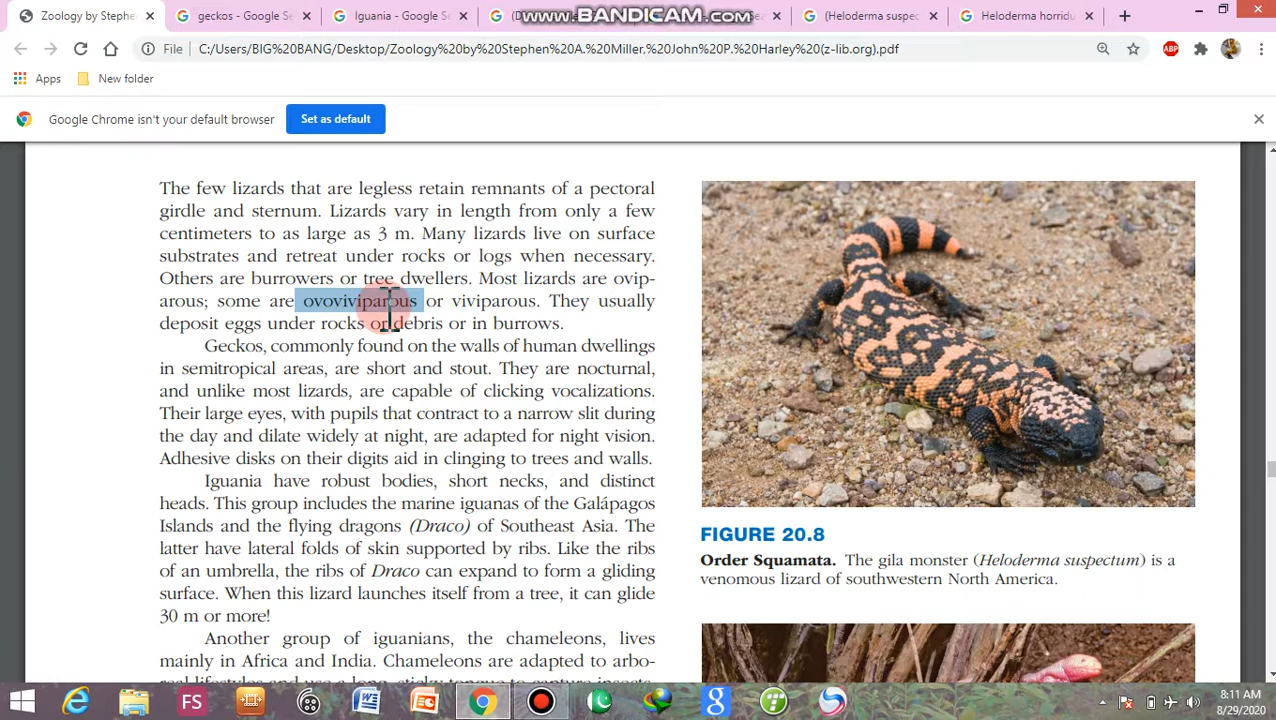 Zoology by Stephen
geckos - Google Se
Iguania - Google Se
(D
www.BANDICAM.com
Sea
(Heloderma suspec
Heloderma horridu
File
C:/Users/BIG%20BANG/Desktop/Zoology%20by%20Stephen%20A.%20Miller,%20John%20P.%20Harley%20(z-lib.org).pdf
ABP
Apps
New folder
Google Chrome isn't your default browser
Set as default
The few lizards that are legless retain remnants of a pectoral
girdle and sternum. Lizards vary in length from only a few
centimeters to as large as 3 m. Many lizards live on surface
substrates and retreat under rocks or logs when necessary.
Others are burrowers or tree dwellers. Most lizards are ovip-
arous; some are ovoviviparous or viviparous. They usually
deposit eggs under rocks or debris or in burrows.
Geckos, commonly found on the walls of human dwellings
in semitropical areas, are short and stout. They are nocturnal,
and unlike most lizards, are capable of clicking vocalizations.
Their large eyes, with pupils that contract to a narrow slit during
the day and dilate widely at night, are adapted for night vision.
Adhesive disks on their digits aid in clinging to trees and walls.
Iguania have robust bodies, short necks, and distinct
heads. This group includes the marine iguanas of the Galápagos
Islands and the flying dragons (Draco) of Southeast Asia. The
latter have lateral folds of skin supported by ribs. Like the ribs
of an umbrella, the ribs of Draco can expand to form a gliding
surface. When this lizard launches itself from a tree, it can glide
30 m or more!
Another group of iguanians, the chameleons, lives
mainly in Africa and India. Chameleons are adapted to arbo-
real lifestyles and use a long, sticky tongue to capture insects.
FIGURE 20.8
Order Squamata. The gila monster (Heloderma suspectum) is a
venomous lizard of southwestern North America.
FS
8:11 AM
8/29/2020